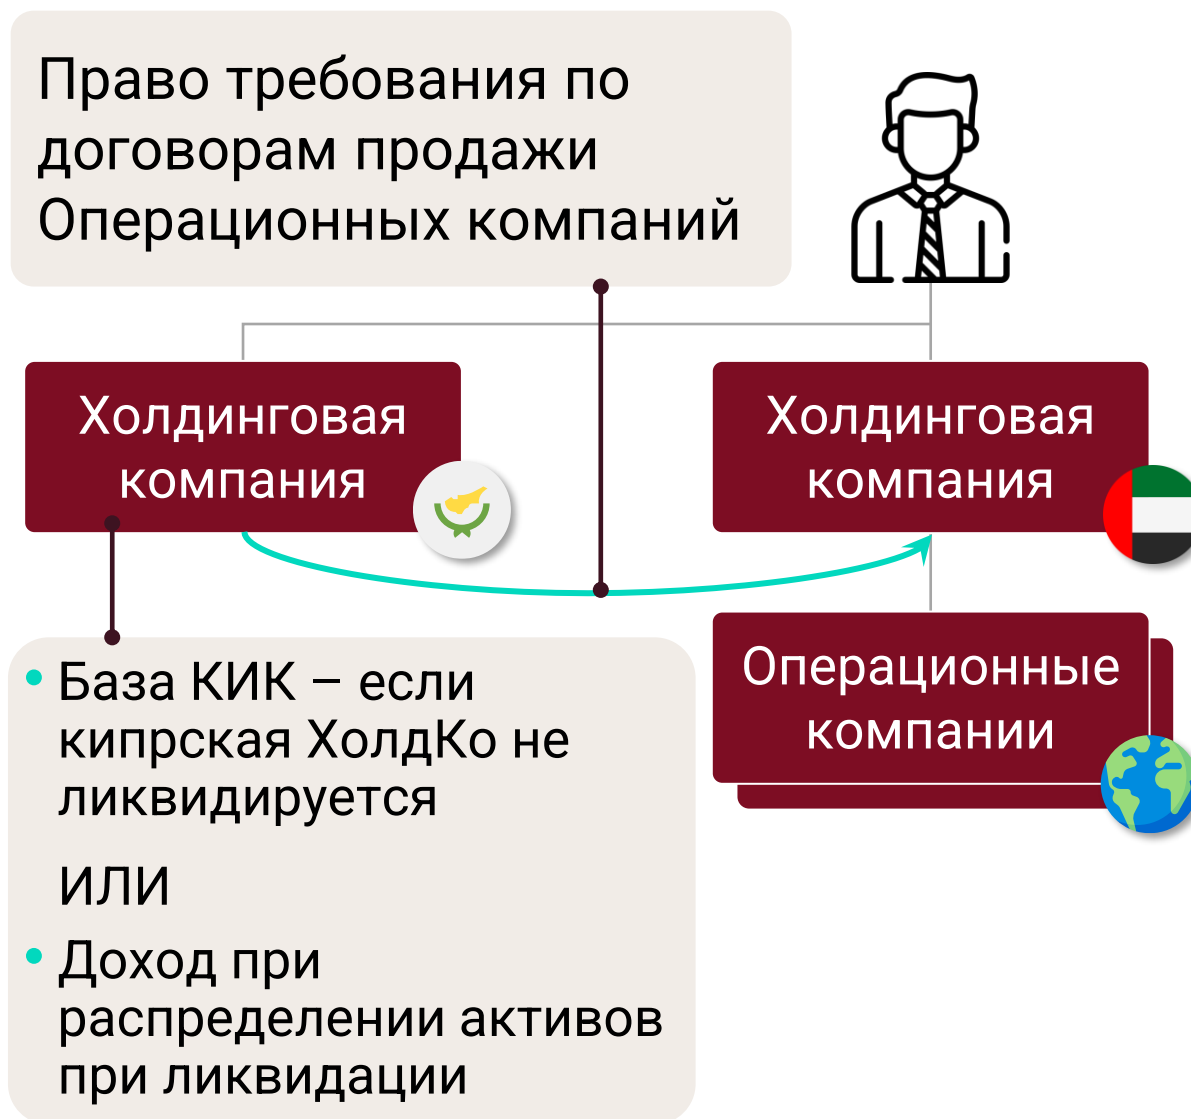 Право требования по
договорам продажи
Операционных компаний
Холдинговая
компания
Холдинговая
компания
Операционные
компании
• База КИК – если
кипрская ХолдКо не
ликвидируется
ИЛИ
• Доход при
распределении активов
при ликвидации